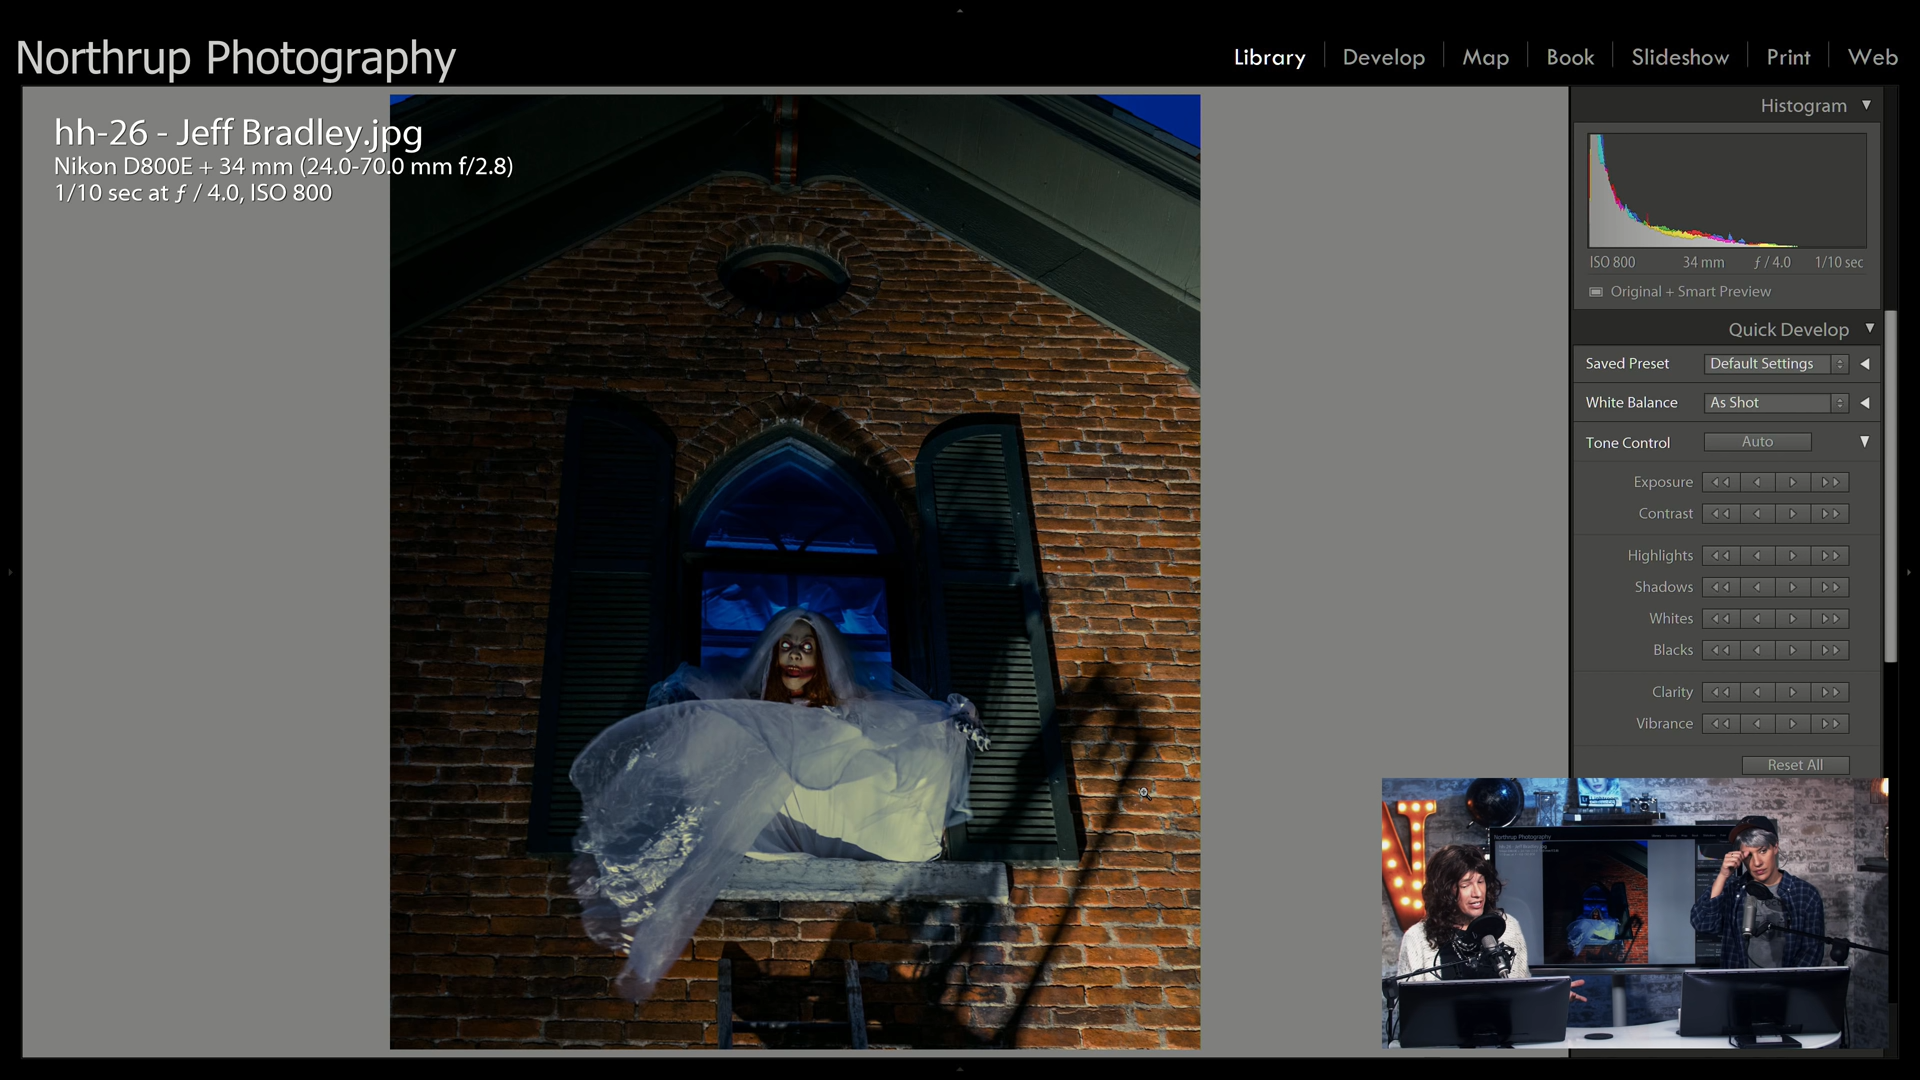 Northrup Photography
Library Develop Map Book Slideshow Print Web
hh-26 - Jeff Bradley.jpg
Nikon D800E + 34 mm (24.0-70.0 mm f/2.8)
1/10 sec at ƒ / 4.0, ISO 800
Histogram
ISO 800 34 mm ƒ / 4.0 1/10 sec
Original + Smart Preview
Quick Develop
Saved Preset Default Settings
White Balance As Shot
Tone Control Auto
Exposure
Contrast
Highlights
Shadows
Whites
Blacks
Clarity
Vibrance
Reset All
N
Northrup Photography